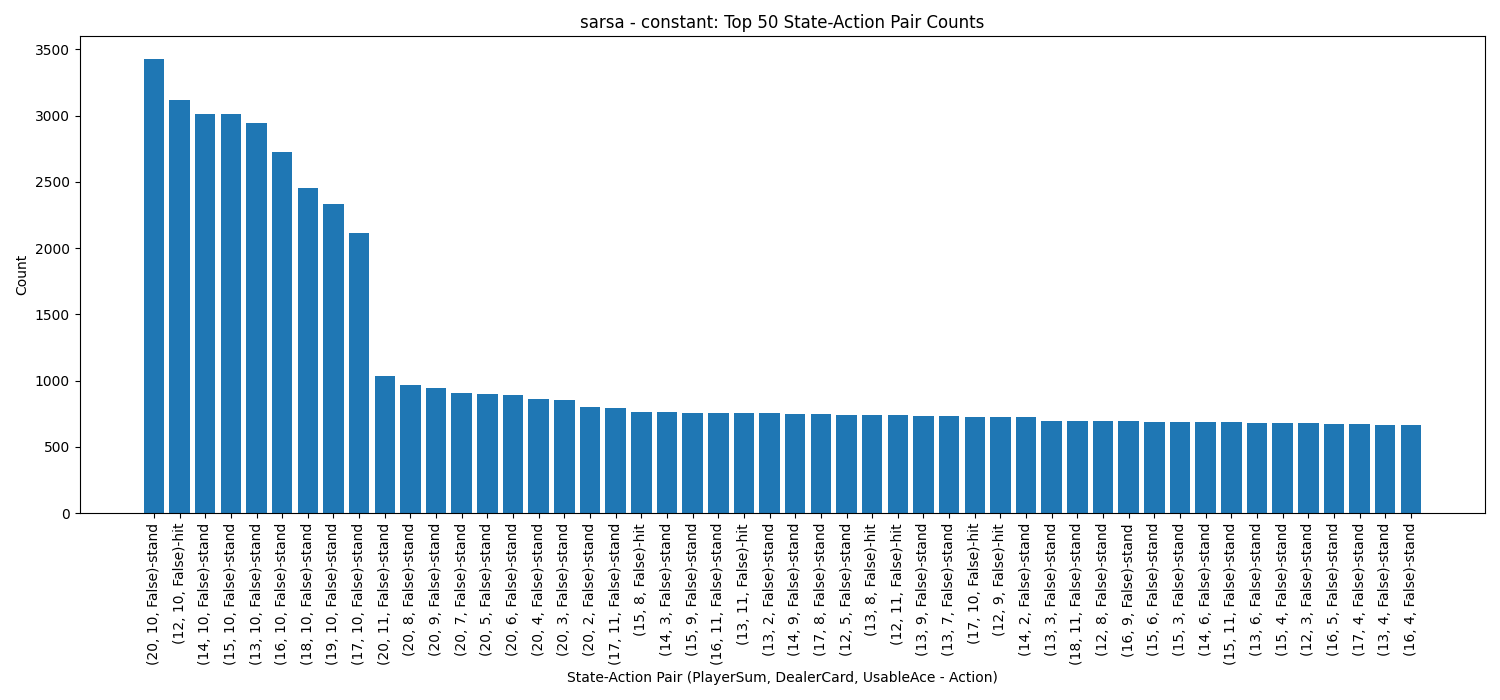 sarsa - constant: Top 50 State-Action Pair Counts
3500
3000
2500
2000
1500
1000
500
0
Count
(20, 10, False)-stand
(12, 10, False)-hit
(14, 10, False)-stand
(15, 10, False)-stand
(13, 10, False)-stand
(16, 10, False)-stand
(18, 10, False)-stand
(19, 10, False)-stand
(17, 10, False)-stand
(20, 11, False)-stand
(20, 8, False)-stand
(20, 9, False)-stand
(20, 7, False)-stand
(20, 5, False)-stand
(20, 6, False)-stand
(20, 4, False)-stand
(20, 3, False)-stand
(20, 2, False)-stand
(17, 11, False)-stand
(15, 8, False)-hit
(14, 3, False)-stand
(15, 9, False)-stand
(16, 11, False)-stand
(13, 11, False)-hit
(13, 2, False)-stand
(14, 9, False)-stand
(17, 8, False)-stand
(12, 5, False)-stand
(13, 8, False)-hit
(12, 11, False)-hit
(13, 9, False)-stand
(13, 7, False)-stand
(17, 10, False)-hit
(12, 9, False)-hit
(14, 2, False)-stand
(13, 3, False)-stand
(18, 11, False)-stand
(12, 8, False)-stand
(16, 9, False)-stand
(15, 6, False)-stand
(15, 3, False)-stand
(14, 6, False)-stand
(15, 11, False)-stand
(13, 6, False)-stand
(15, 4, False)-stand
(12, 3, False)-stand
(16, 5, False)-stand
(17, 4, False)-stand
(13, 4, False)-stand
(16, 4, False)-stand
State-Action Pair (PlayerSum, DealerCard, UsableAce - Action)